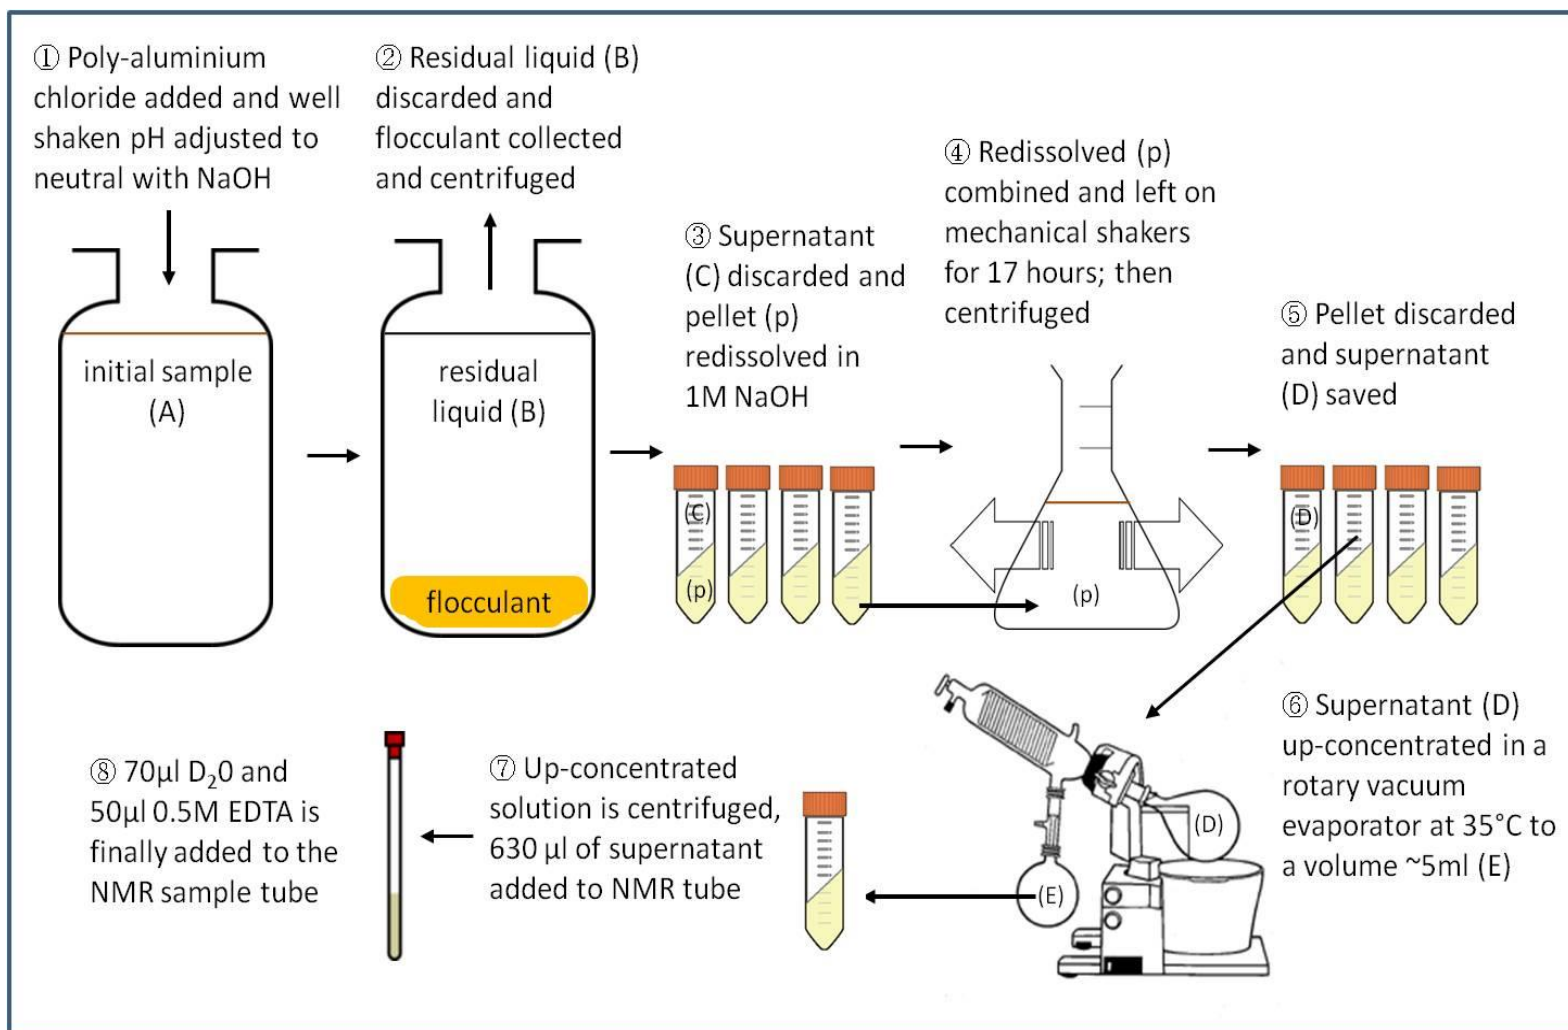 ① Poly-aluminium
chloride added and well
shaken pH adjusted to
neutral with NaOH
② Residual liquid (B)
discarded and
flocculant collected
and centrifuged
③ Supernatant
(C) discarded and
pellet (p)
redissolved in
1M NaOH
④ Redissolved (p)
combined and left on
mechanical shakers
for 17 hours; then
centrifuged
⑤ Pellet discarded
and supernatant
(D) saved
initial sample
(A)
residual
liquid (B)
flocculant
(C)
(p)
(p)
(D)
⑥ Supernatant (D)
up-concentrated in a
rotary vacuum
evaporator at 35°C to
a volume ~5ml (E)
(D)
(E)
⑦ Up-concentrated
solution is centrifuged,
630 µl of supernatant
added to NMR tube
⑧ 70µl D₂0 and
50µl 0.5M EDTA is
finally added to the
NMR sample tube